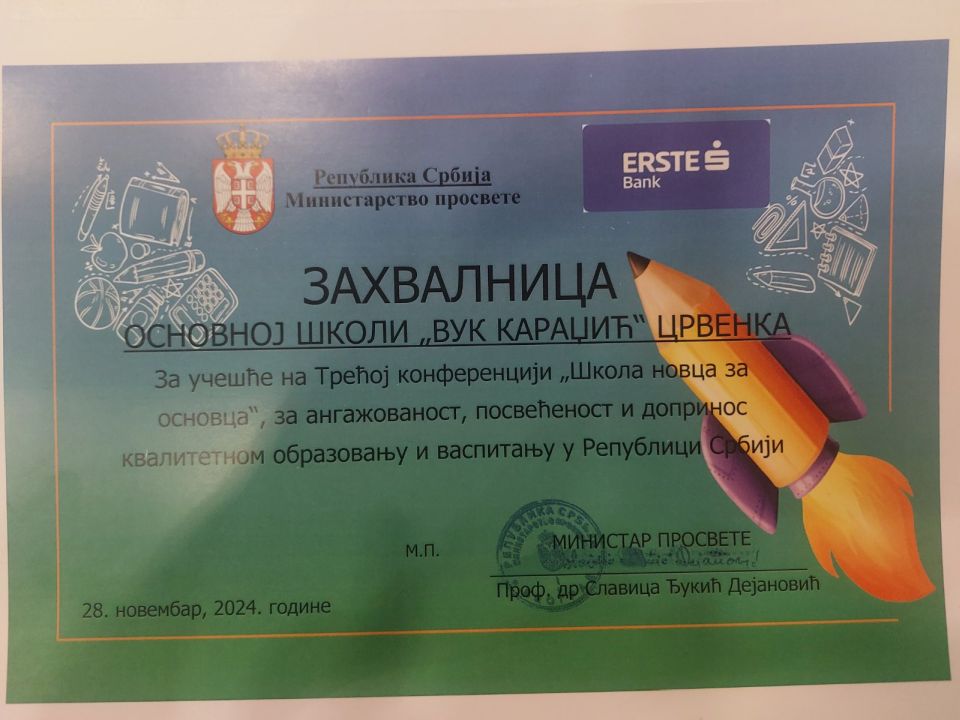 Република Србија
Министарство просвете
ERSTE
Bank
ЗАХВАЛНИЦА
ОСНОВНОЈ ШКОЛИ „ВУК КАРАЏИЋ“ ЦРВЕНКА
За учешће на Трећој конференцији „Школа новца за
основца“, за ангажованост, посвећеност и допринос
квалитетном образовању и васпитању у Републици Србији
М.П.
МИНИСТАР ПРОСВЕТЕ
Проф. др Славица Ђукић Дејановић
28. новембар, 2024. године